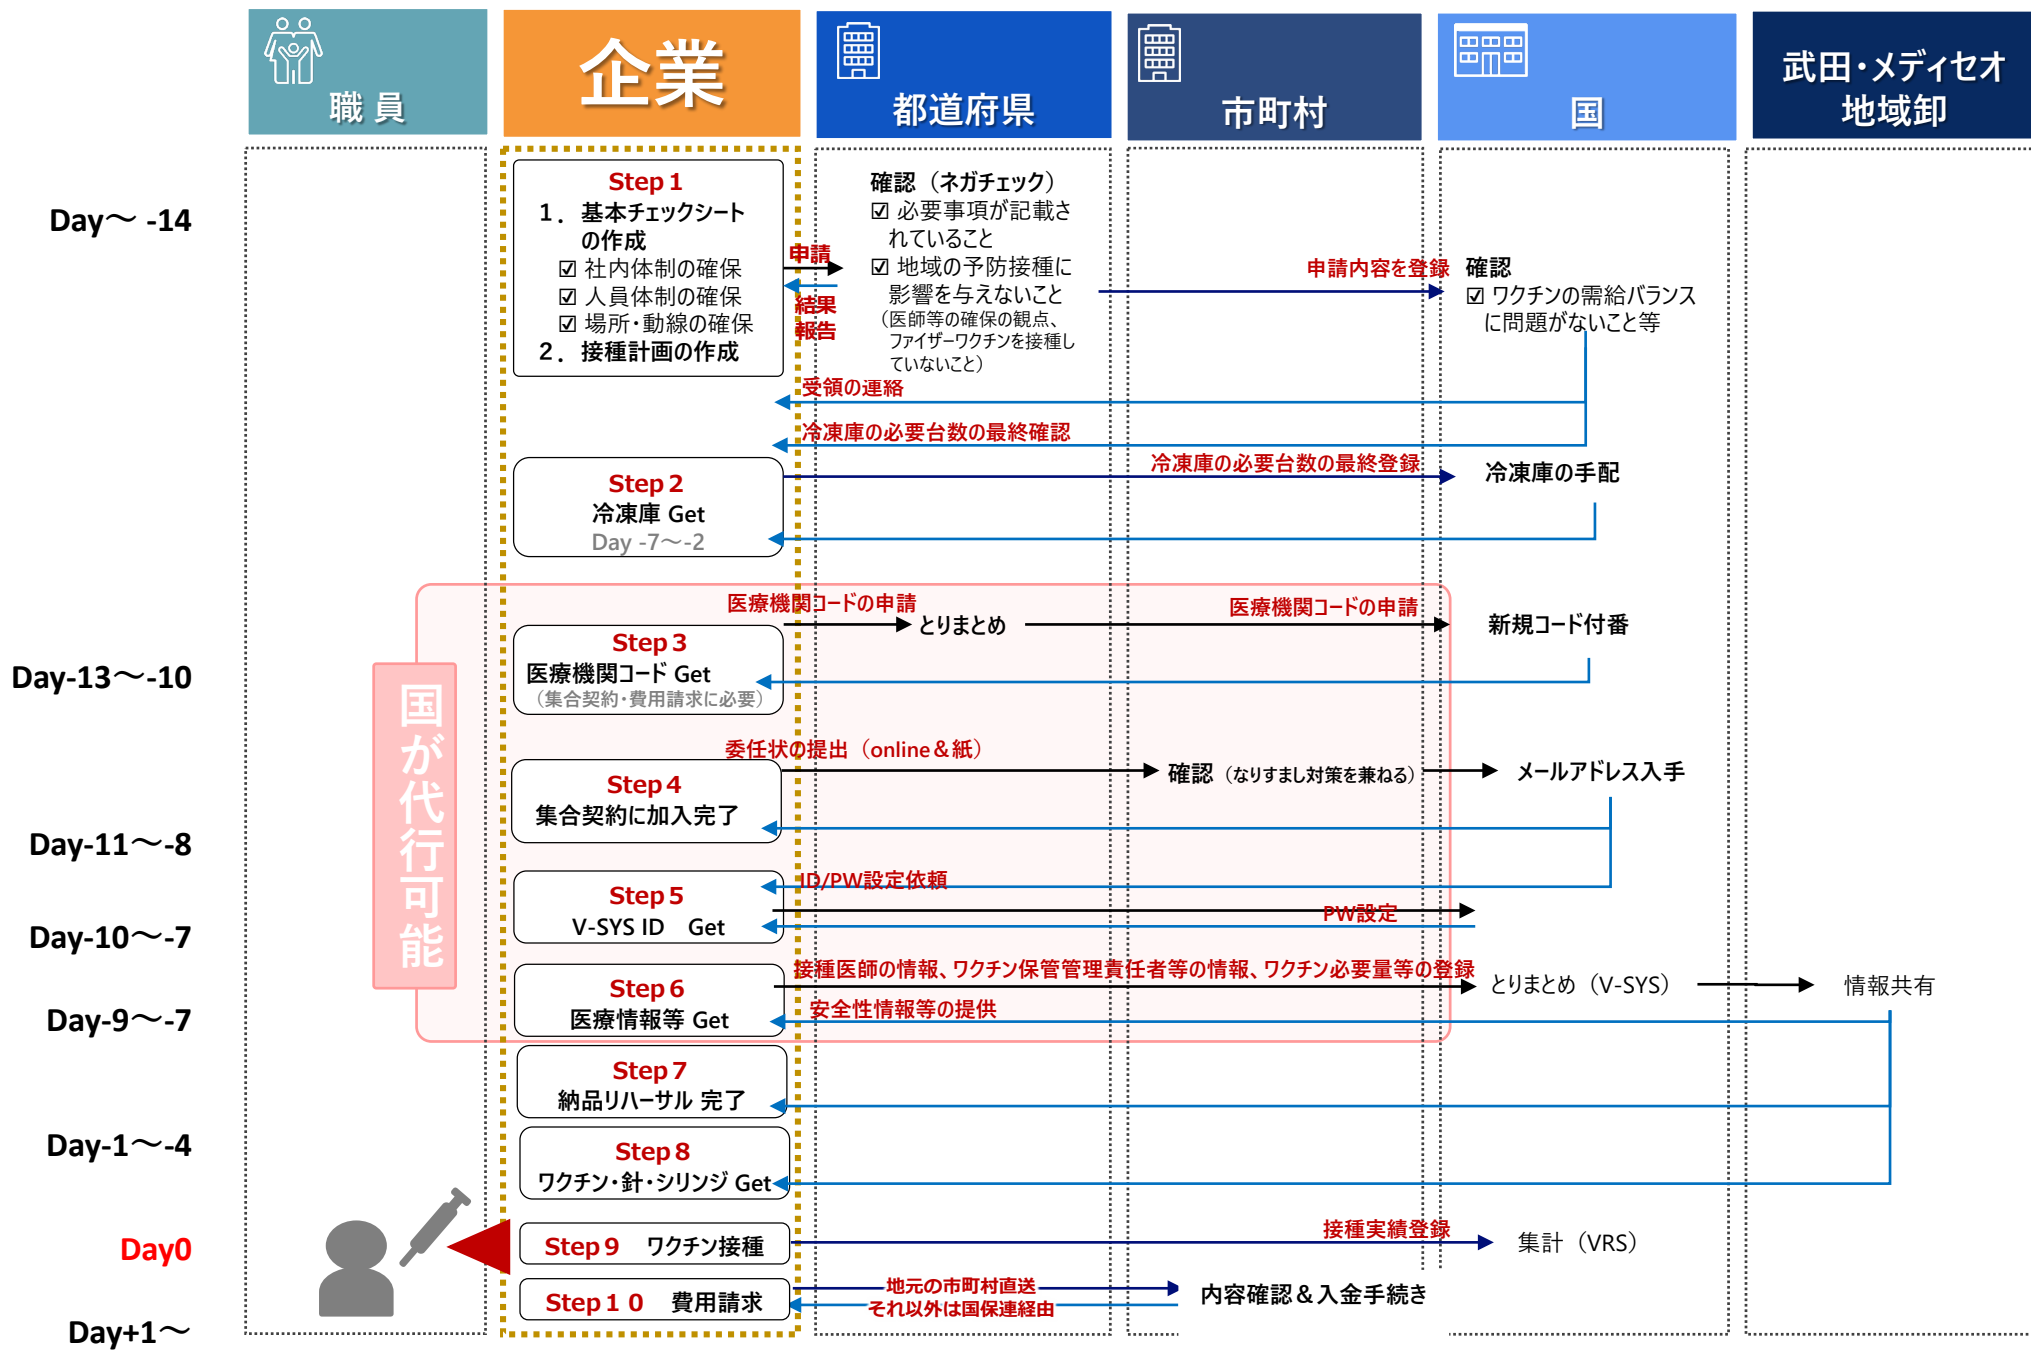 職 員
企業
都道府県
市町村
国
武田・メディセオ
地域卸
Day～ -14
Step１
１．基本チェックシート
の作成
☑ 社内体制の確保
☑ 人員体制の確保
☑ 場所・動線の確保
２．接種計画の作成
申請
結果
報告
確認（ネガチェック）
☑ 必要事項が記載さ
れていること
☑ 地域の予防接種に
影響を与えないこと
（医師等の確保の観点、
ファイザーワクチンを接種し
ていないこと）
申請内容を登録
確認
☑ ワクチンの需給バランス
に問題がないこと等
受領の連絡
冷凍庫の必要台数の最終確認
Step２
冷凍庫 Get
Day -7～-2
冷凍庫の必要台数の最終登録
冷凍庫の手配
国が代行可能
Day-13～-10
医療機関コードの申請
とりまとめ
医療機関コードの申請
新規コード付番
Step３
医療機関コード Get
（集合契約・費用請求に必要）
委任状の提出（online＆紙）
確認（なりすまし対策を兼ねる）
メールアドレス入手
Step４
集合契約に加入完了
Day-11～-8
ID/PW設定依頼
Step５
V-SYS ID　Get
PW設定
Day-10～-7
接種医師の情報、ワクチン保管管理責任者等の情報、ワクチン必要量等の登録
とりまとめ（V-SYS）
情報共有
Step６
医療情報等 Get
安全性情報等の提供
Day-9～-7
Step７
納品リハーサル 完了
Day-1～-4
Step８
ワクチン・針・シリンジ Get
Day0
Step９　ワクチン接種
接種実績登録
集計（VRS）
Step１０　費用請求
地元の市町村直送
それ以外は国保連経由
内容確認＆入金手続き
Day+1～